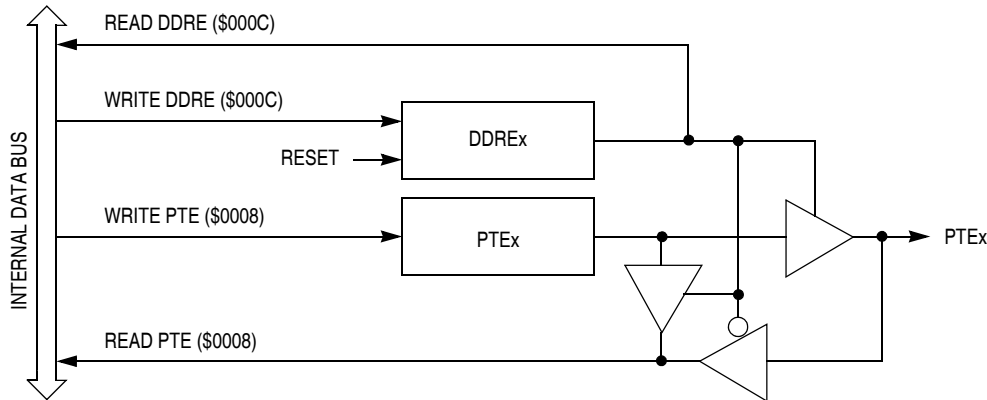 READ DDRE ($000C)
WRITE DDRE ($000C)
DDREx
RESET
INTERNAL DATA BUS
WRITE PTE ($0008)
PTEx
PTEx
READ PTE ($0008)